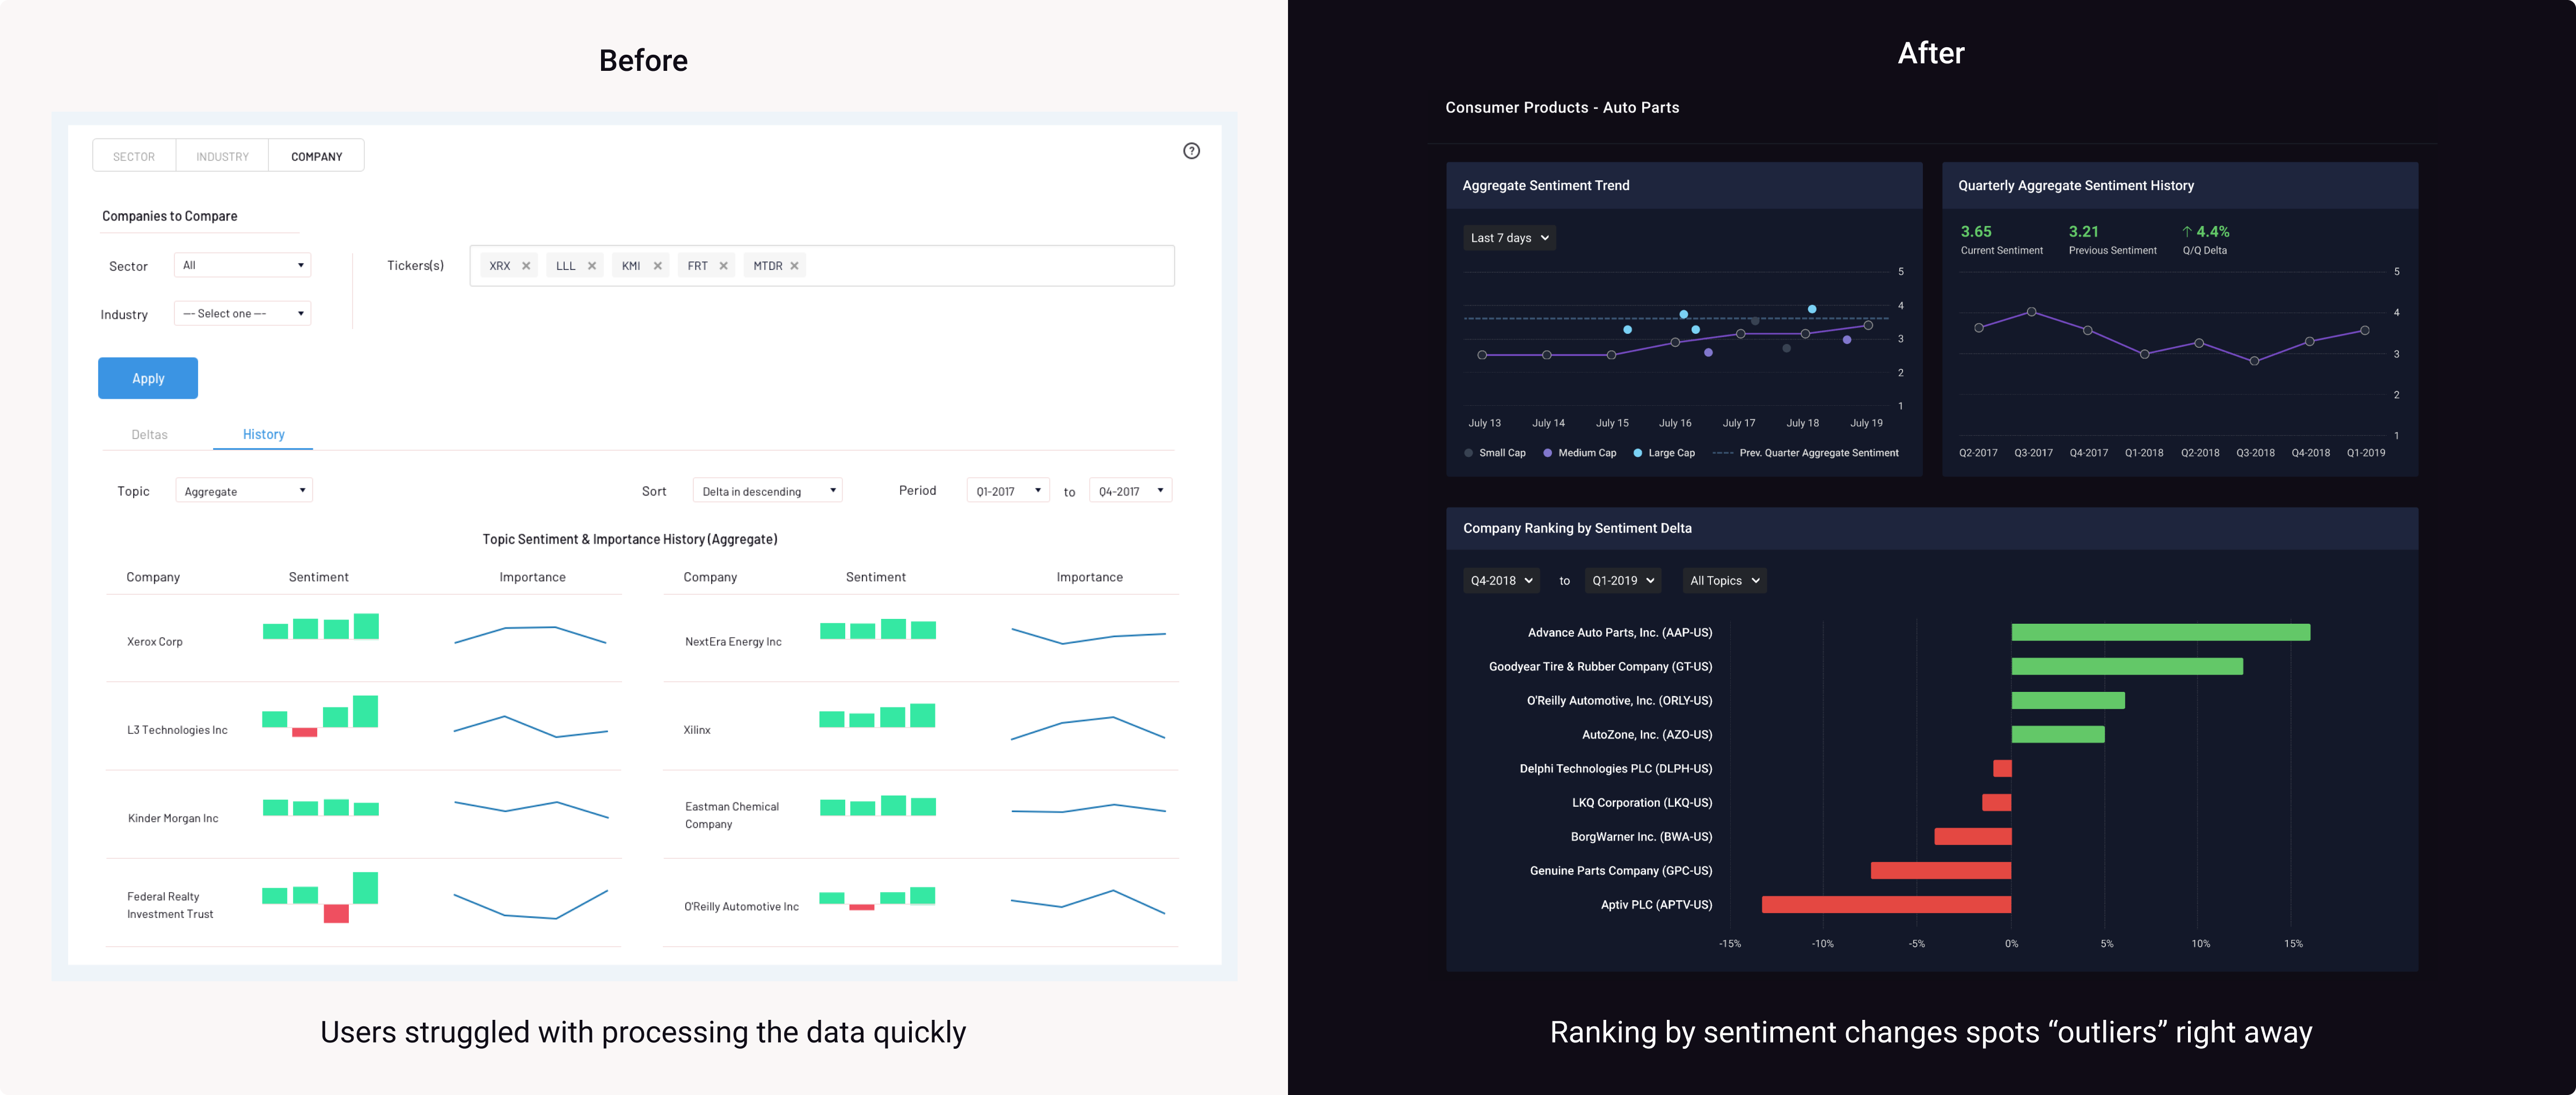 Before
SECTOR INDUSTRY COMPANY
?
Companies to Compare
Sector All
Tickers(s) XRX LLL KMI FRT MTDR
Industry --- Select one ---
Apply
Deltas History
Topic Aggregate Sort Delta in descending Period Q1-2017 to Q4-2017
Topic Sentiment & Importance History (Aggregate)
Company Sentiment Importance Company Sentiment Importance
Xerox Corp
NextEra Energy Inc
L3 Technologies Inc
Xilinx
Kinder Morgan Inc
Eastman Chemical
Company
Federal Realty
Investment Trust
O'Reilly Automotive Inc
Users struggled with processing the data quickly
After
Consumer Products - Auto Parts
Aggregate Sentiment Trend
Last 7 days
5
4
3
2
1
July 13 July 14 July 15 July 16 July 17 July 18 July 19
Small Cap Medium Cap Large Cap Prev. Quarter Aggregate Sentiment
Quarterly Aggregate Sentiment History
3.65 3.21 ↑ 4.4%
Current Sentiment Previous Sentiment Q/Q Delta
5
4
3
2
1
Q2-2017 Q3-2017 Q4-2017 Q1-2018 Q2-2018 Q3-2018 Q4-2018 Q1-2019
Company Ranking by Sentiment Delta
Q4-2018 to Q1-2019 All Topics
Advance Auto Parts, Inc. (AAP-US)
Goodyear Tire & Rubber Company (GT-US)
O'Reilly Automotive, Inc. (ORLY-US)
AutoZone, Inc. (AZO-US)
Delphi Technologies PLC (DLPH-US)
LKQ Corporation (LKQ-US)
BorgWarner Inc. (BWA-US)
Genuine Parts Company (GPC-US)
Aptiv PLC (APTV-US)
-15% -10% -5% 0% 5% 10% 15%
Ranking by sentiment changes spots “outliers” right away